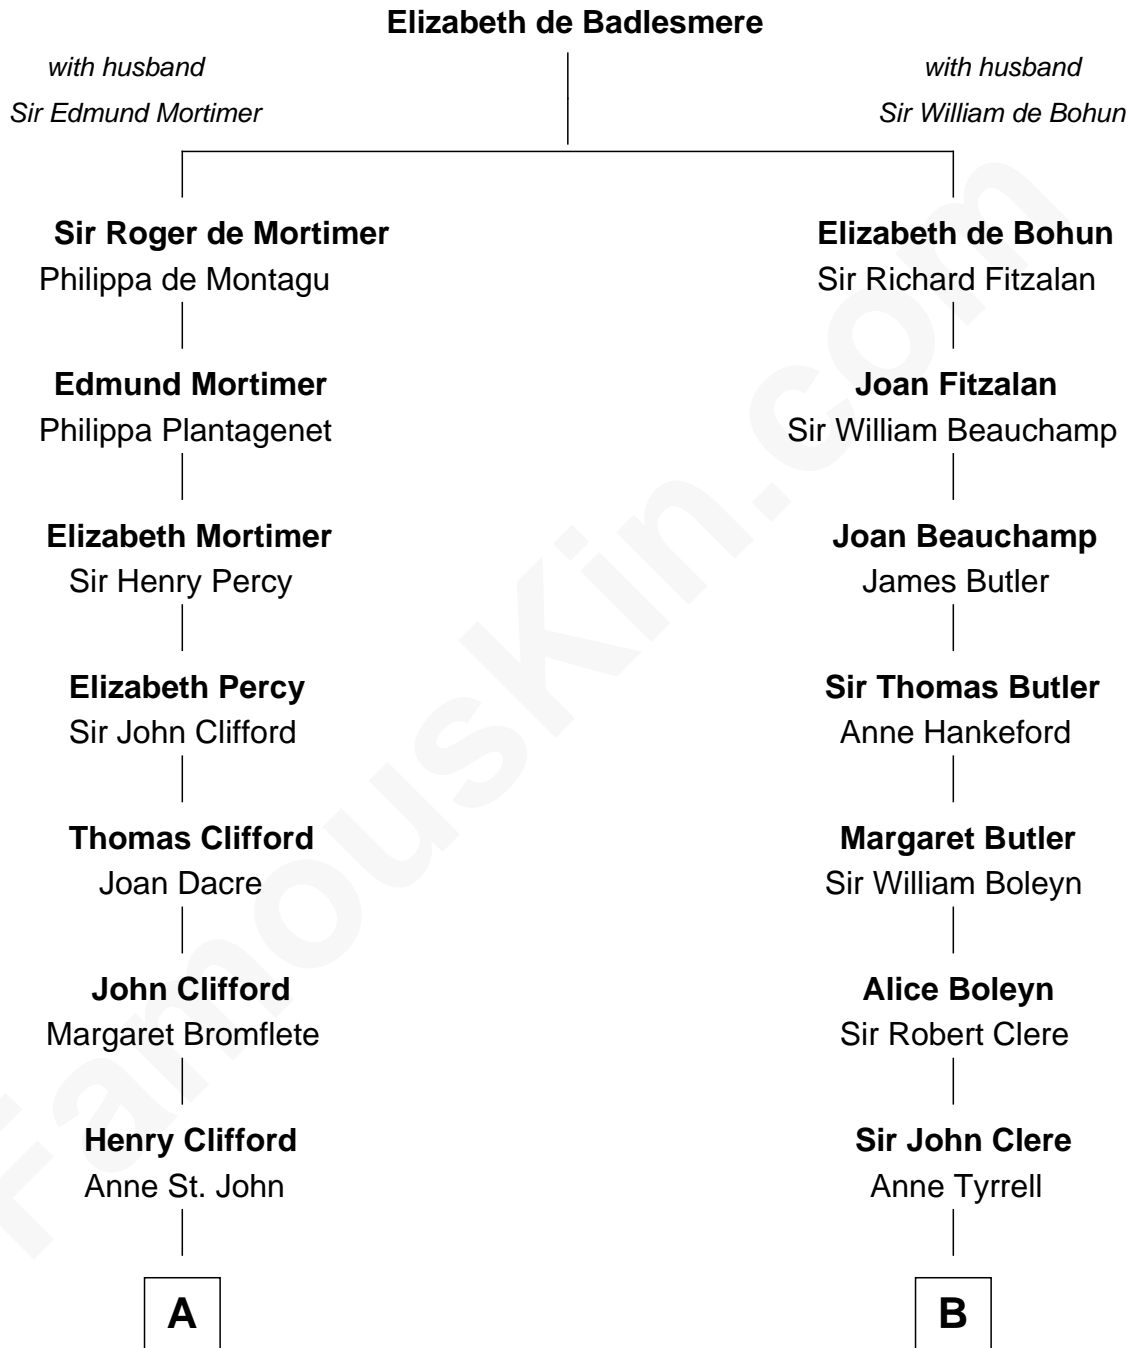 Elizabeth de Badlesmere
with husband
Sir Edmund Mortimer
with husband
Sir William de Bohun
Sir Roger de Mortimer
Philippa de Montagu
Elizabeth de Bohun
Sir Richard Fitzalan
Edmund Mortimer
Philippa Plantagenet
Joan Fitzalan
Sir William Beauchamp
Elizabeth Mortimer
Sir Henry Percy
Joan Beauchamp
James Butler
Elizabeth Percy
Sir John Clifford
Sir Thomas Butler
Anne Hankeford
Thomas Clifford
Joan Dacre
Margaret Butler
Sir William Boleyn
John Clifford
Margaret Bromflete
Alice Boleyn
Sir Robert Clere
Henry Clifford
Anne St. John
Sir John Clere
Anne Tyrrell
A
B
FamousKin.com